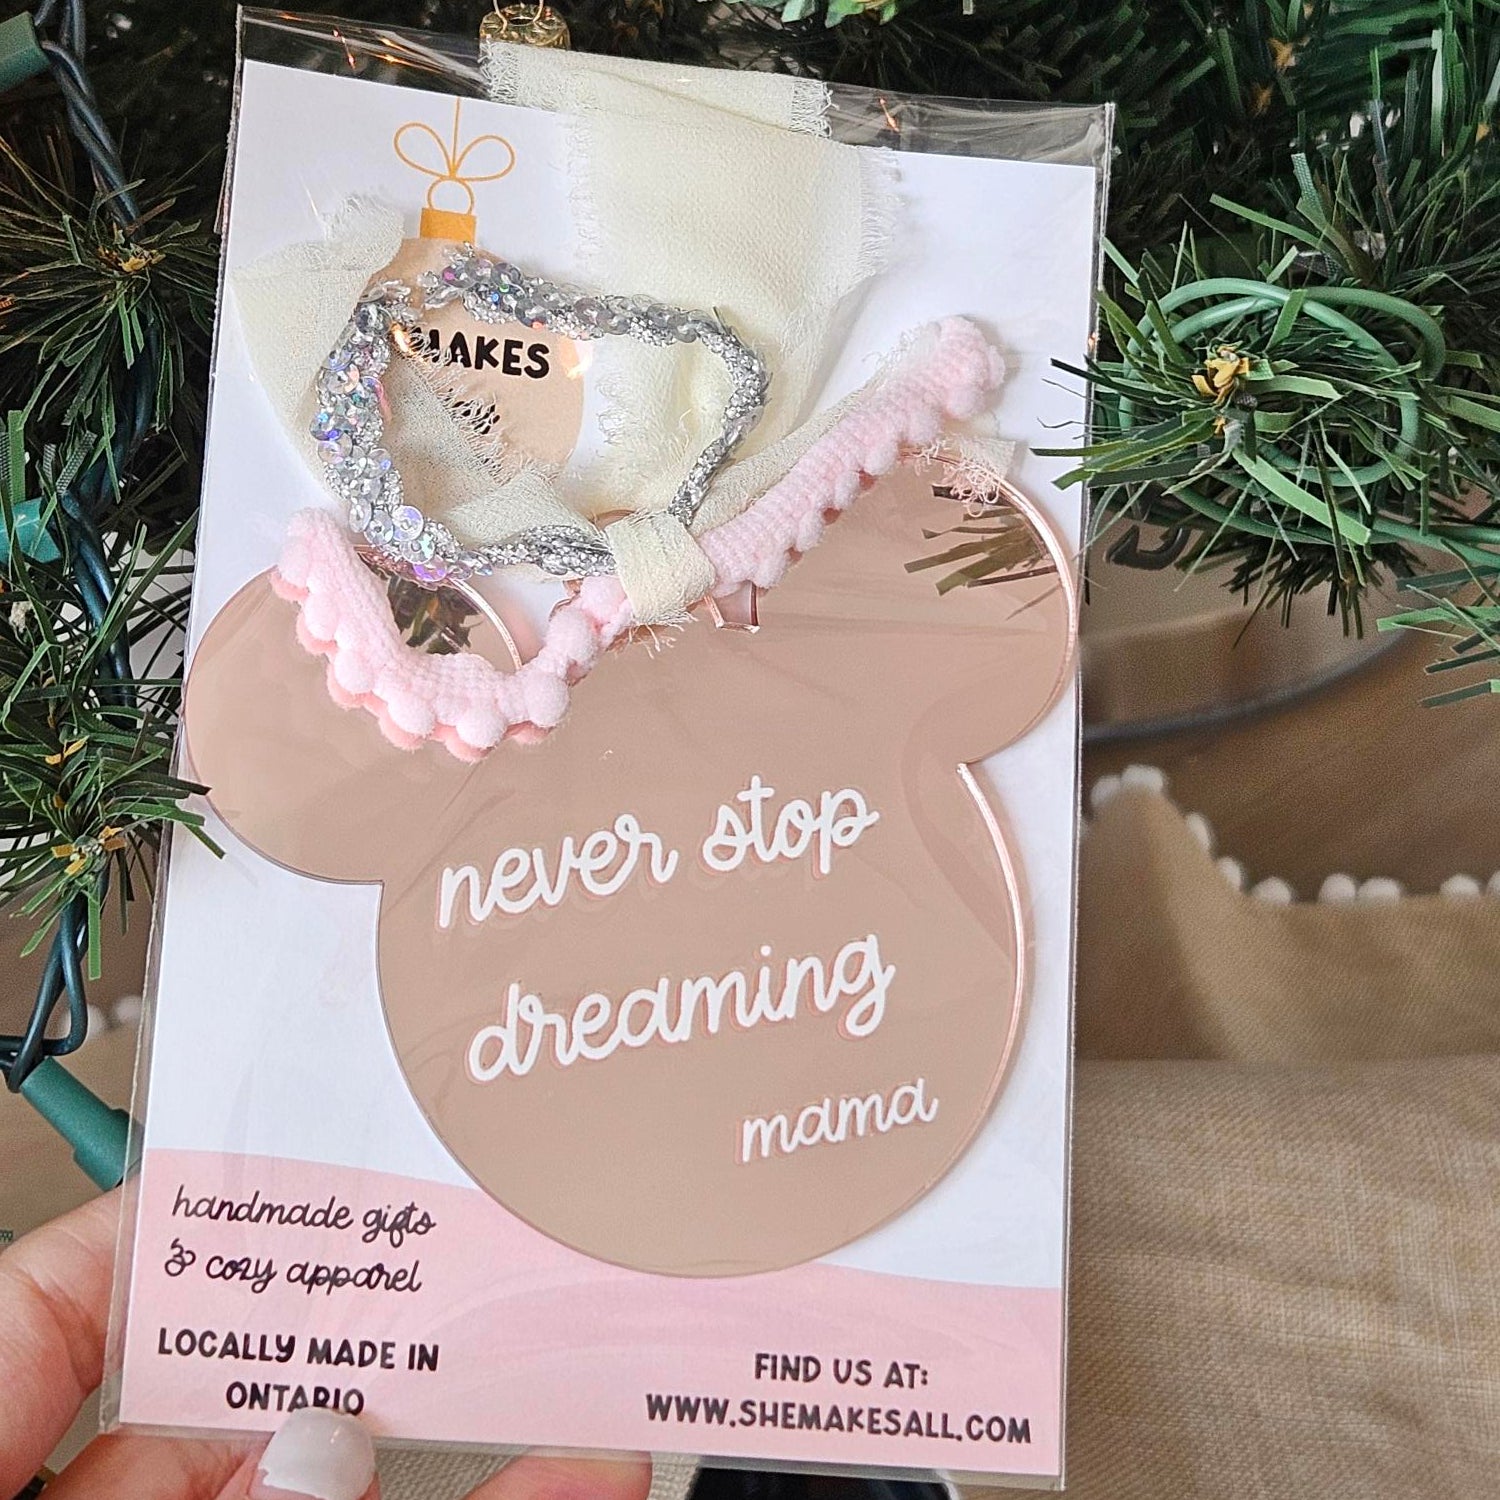 MAKES
never stop
dreaming
mama
handmade gifts
& cozy apparel
LOCALLY MADE IN
ONTARIO
FIND US AT:
WWW.SHEMAKESALL.COM